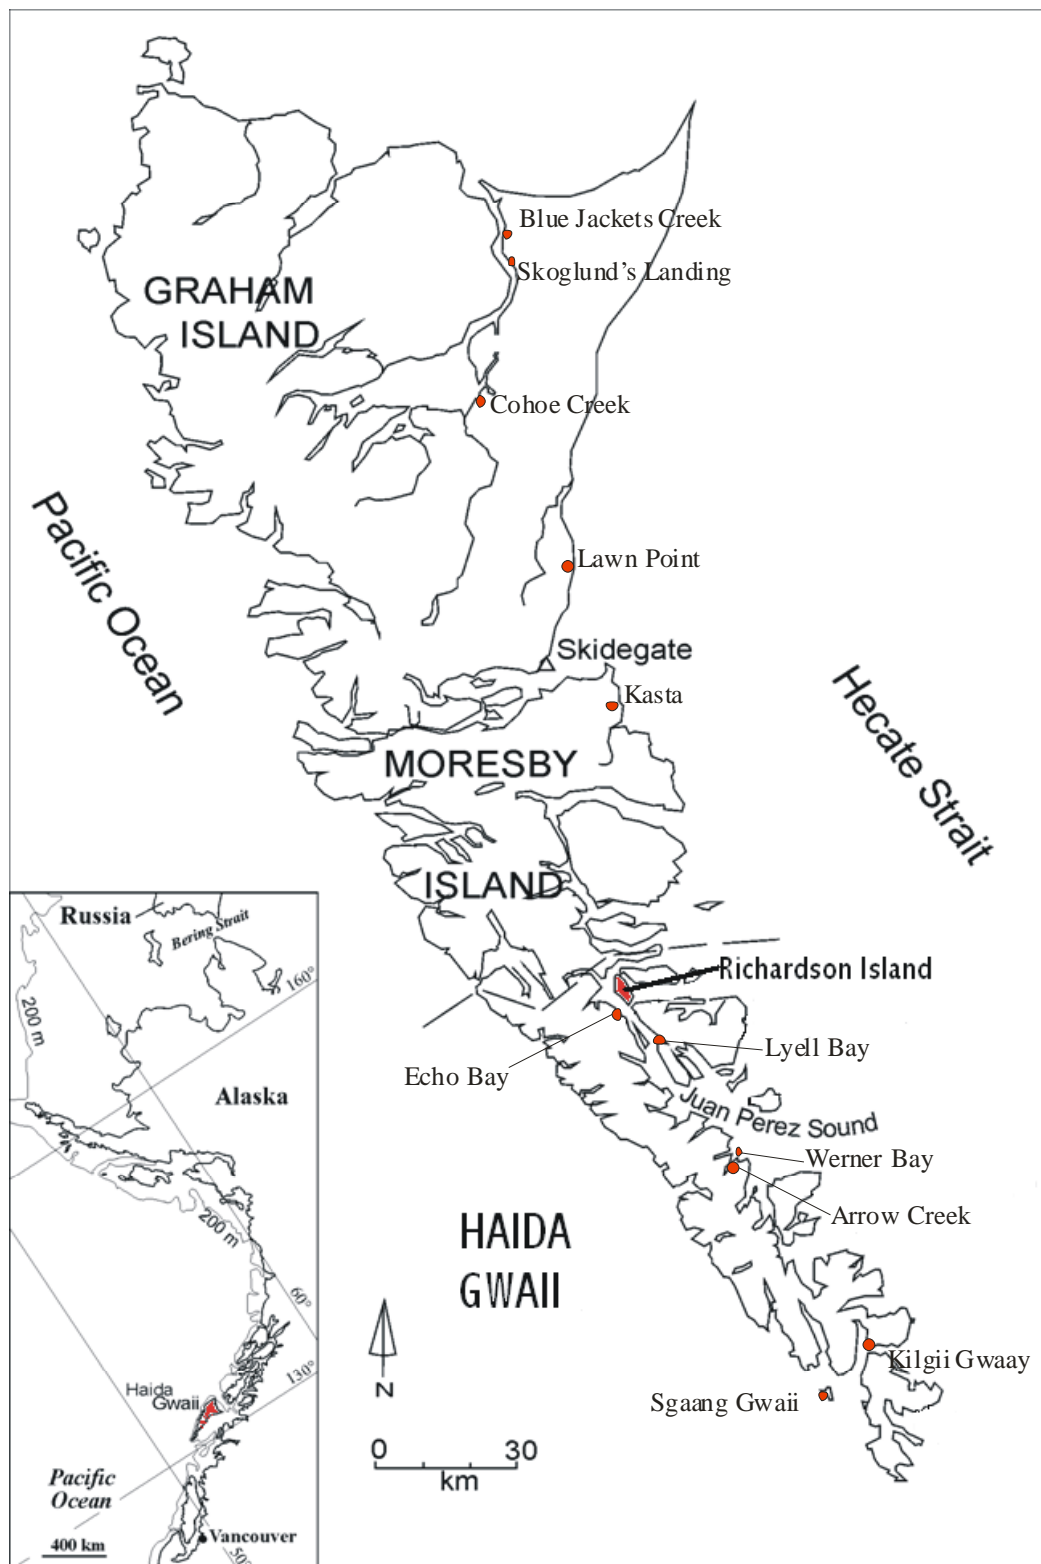 Blue Jackets Creek
Skoglund's Landing
GRAHAM
ISLAND
Cohoe Creek
Pacific Ocean
Lawn Point
Skidegate
Kasta
Hecate Strait
MORESBY
ISLAND
Richardson Island
Echo Bay
Lyell Bay
Juan Perez Sound
Werner Bay
Arrow Creek
HAIDA
GWAII
Kilgii Gwaay
Sgaang Gwaii
N
0 30
km
Russia
Bering Strait
160°
200 m
Alaska
200 m
60°
130°
Haida
Gwaii
Pacific
Ocean
Vancouver
400 km
50°